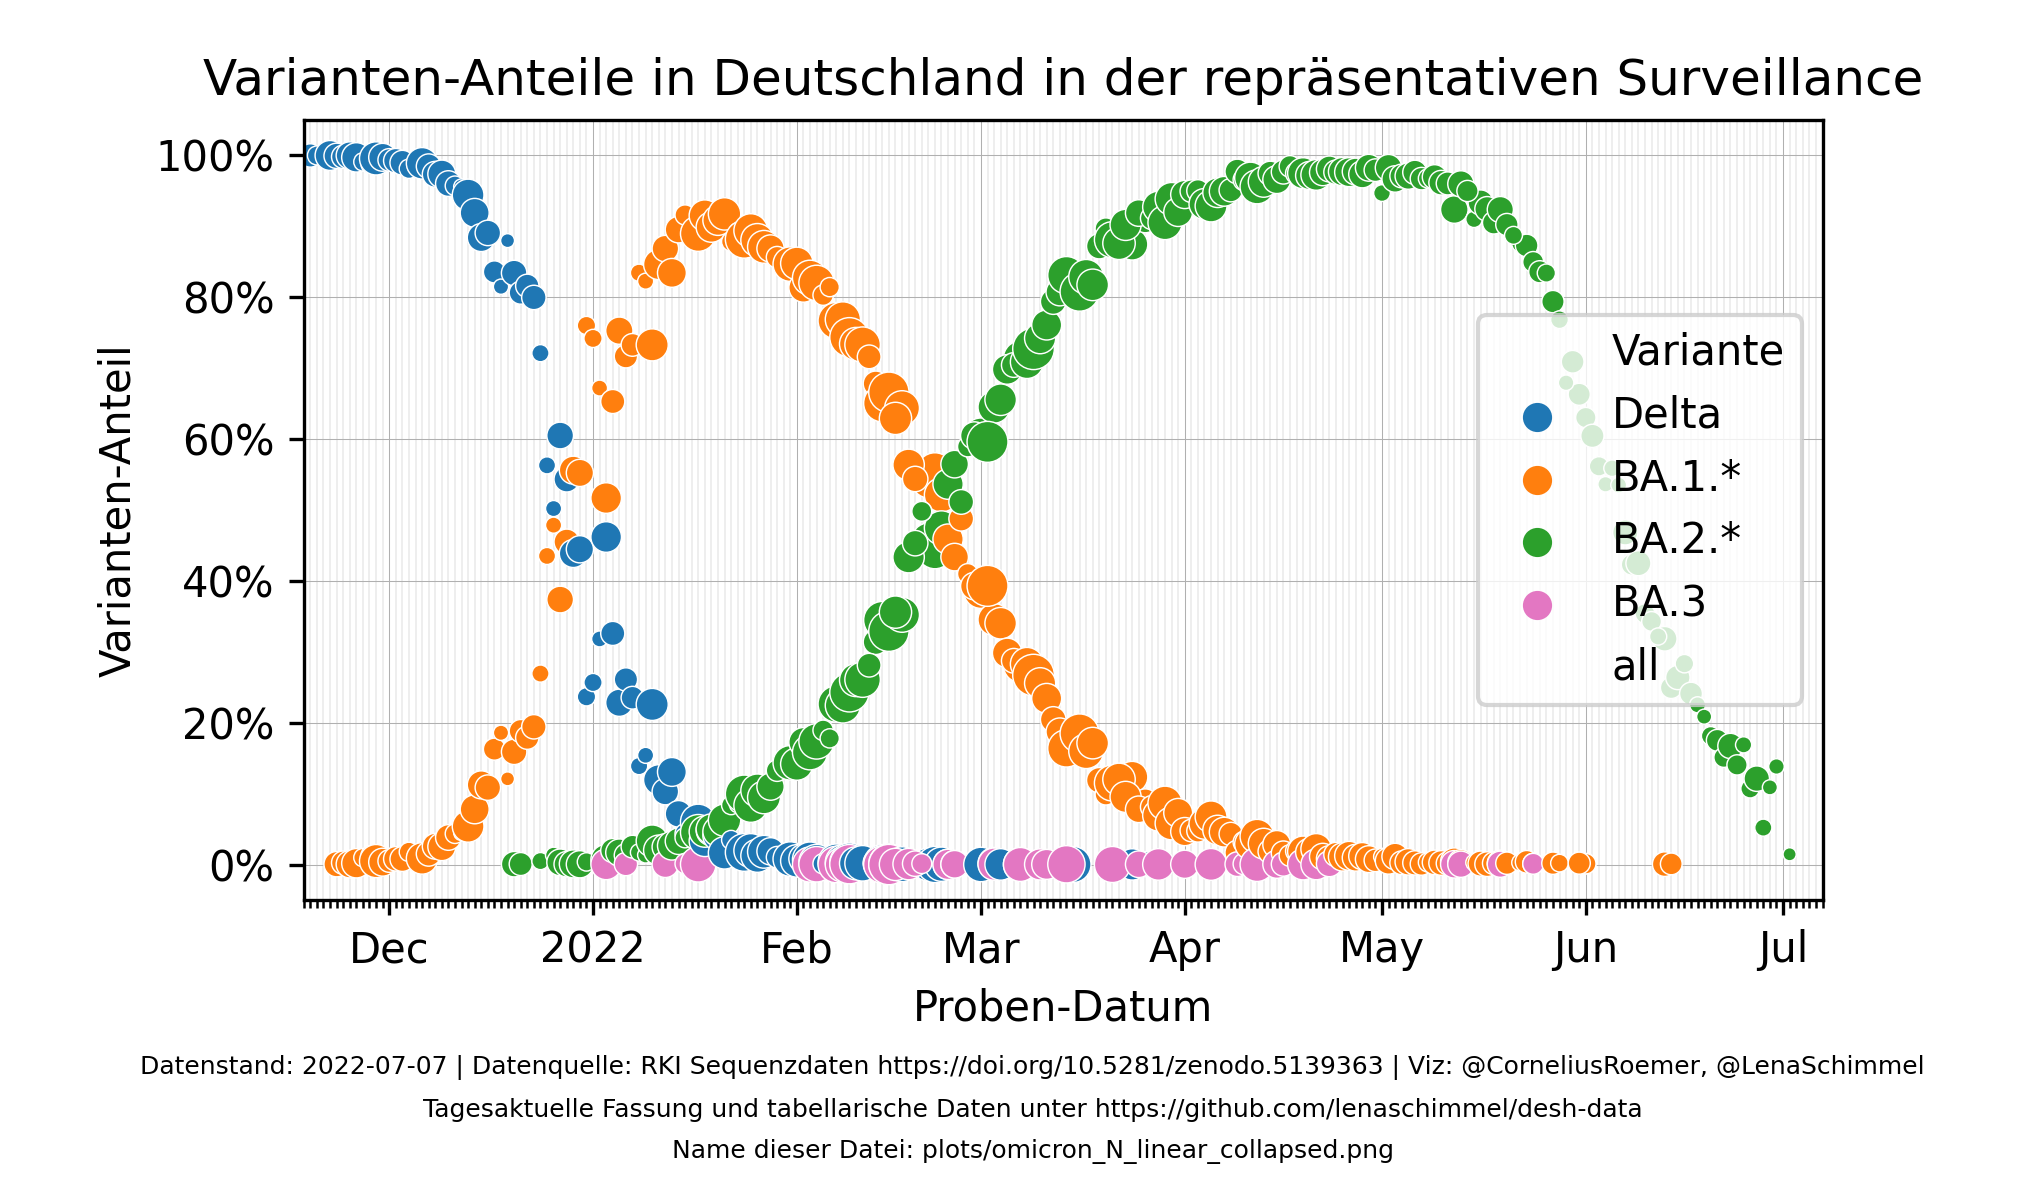 Varianten-Anteile in Deutschland in der repräsentativen Surveillance
Varianten-Anteil
100%
80%
60%
40%
20%
0%
Variante
Delta
BA.1.*
BA.2.*
BA.3
all
Dec 2022 Feb Mar Apr May Jun Jul
Proben-Datum
Datenstand: 2022-07-07 | Datenquelle: RKI Sequenzdaten https://doi.org/10.5281/zenodo.5139363 | Viz: @CorneliusRoemer, @LenaSchimmel
Tagesaktuelle Fassung und tabellarische Daten unter https://github.com/lenaschimmel/desh-data
Name dieser Datei: plots/omicron_N_linear_collapsed.png